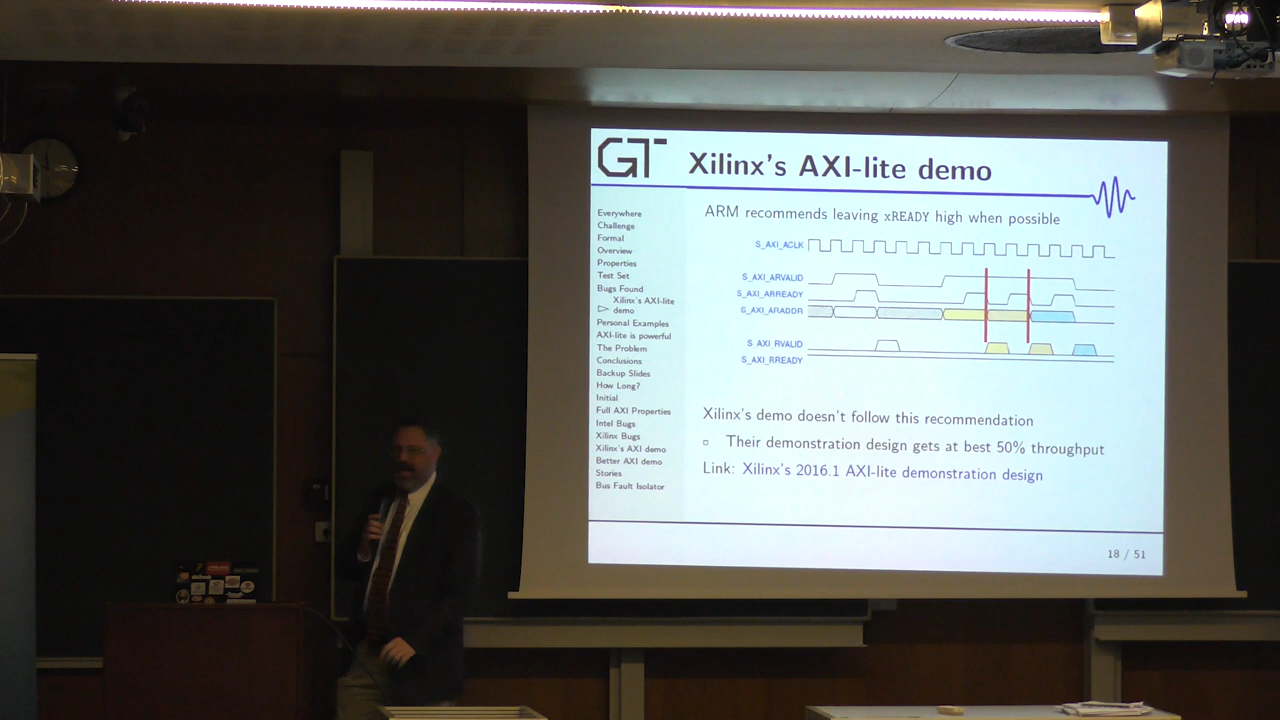 GT
Xilinx's AXI-lite demo
Everywhere
Challenge
Formal
Overview
Properties
Test Set
Bugs Found
Xilinx's AXI-lite
demo
Personal Examples
AXI-lite is powerful
The Problem
Conclusions
Backup Slides
How Long?
Initial
Full AXI Properties
Intel Bugs
Xilinx Bugs
Xilinx's AXI demo
Better AXI demo
Stories
Bus Fault Isolator
ARM recommends leaving xREADY high when possible
S_AXI_ACLK
S_AXI_ARVALID
S_AXI_ARREADY
S_AXI_ARADDR
S_AXI_RVALID
S_AXI_RREADY
Xilinx's demo doesn't follow this recommendation
Their demonstration design gets at best 50% throughput
Link: Xilinx's 2016.1 AXI-lite demonstration design
18 / 51